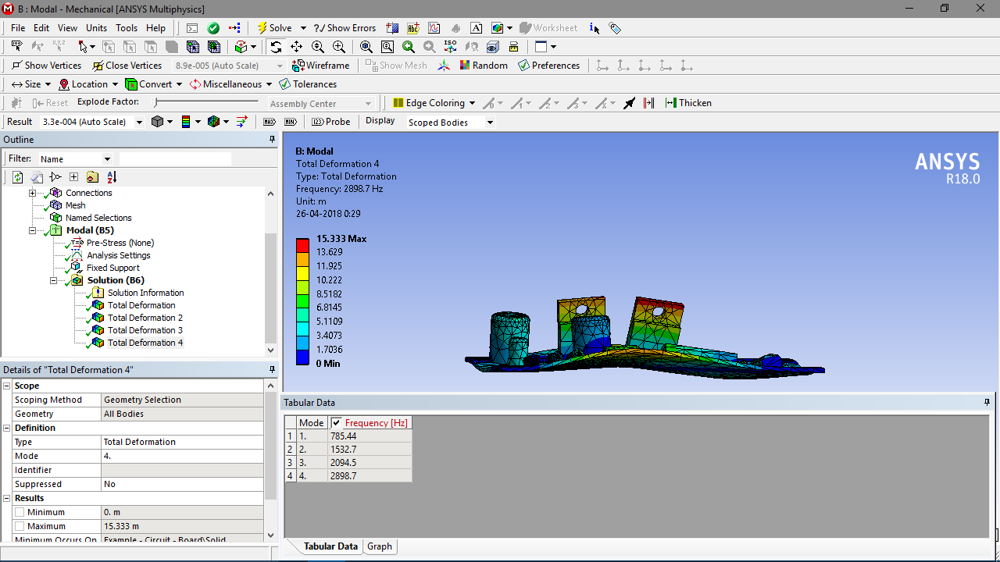 B : Modal - Mechanical [ANSYS Multiphysics]
File Edit View Units Tools Help Solve ?/ Show Errors A Worksheet i
ISO
Show Vertices Close Vertices 8.9e-005 (Auto Scale) Wireframe Show Mesh Random Preferences
Size Location Convert Miscellaneous Tolerances
Reset Explode Factor: Assembly Center Edge Coloring Thicken
Result 3.3e-004 (Auto Scale) MAX MIN 123 Probe Display Scoped Bodies
Outline
Filter: Name
Connections
Mesh
Named Selections
Modal (B5)
Pre-Stress (None)
Analysis Settings
Fixed Support
Solution (B6)
Solution Information
Total Deformation
Total Deformation 2
Total Deformation 3
Total Deformation 4
Details of "Total Deformation 4"
Scope
Scoping Method Geometry Selection
Geometry All Bodies
Definition
Type Total Deformation
Mode 4.
Identifier
Suppressed No
Results
Minimum 0. m
Maximum 15.333 m
Minimum Occurs On Example - Circuit - Board\Solid
B: Modal
Total Deformation 4
Type: Total Deformation
Frequency: 2898.7 Hz
Unit: m
26-04-2018 0:29
15.333 Max
13.629
11.925
10.222
8.5182
6.8145
5.1109
3.4073
1.7036
0 Min
ANSYS
R18.0
Tabular Data
Mode Frequency [Hz]
1 1. 785.44
2 2. 1532.7
3 3. 2094.5
4 4. 2898.7
Tabular Data Graph